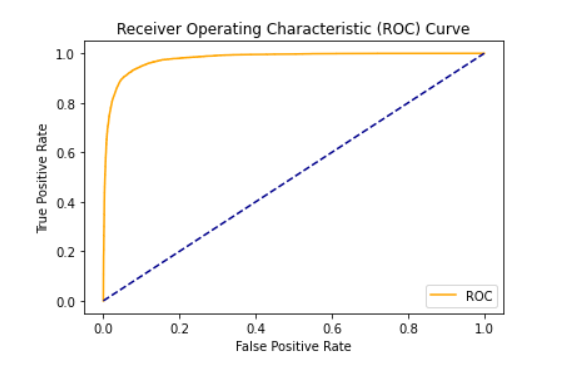 Receiver Operating Characteristic (ROC) Curve
1.0
0.8
0.6
0.4
0.2
0.0
True Positive Rate
ROC
0.0 0.2 0.4 0.6 0.8 1.0
False Positive Rate